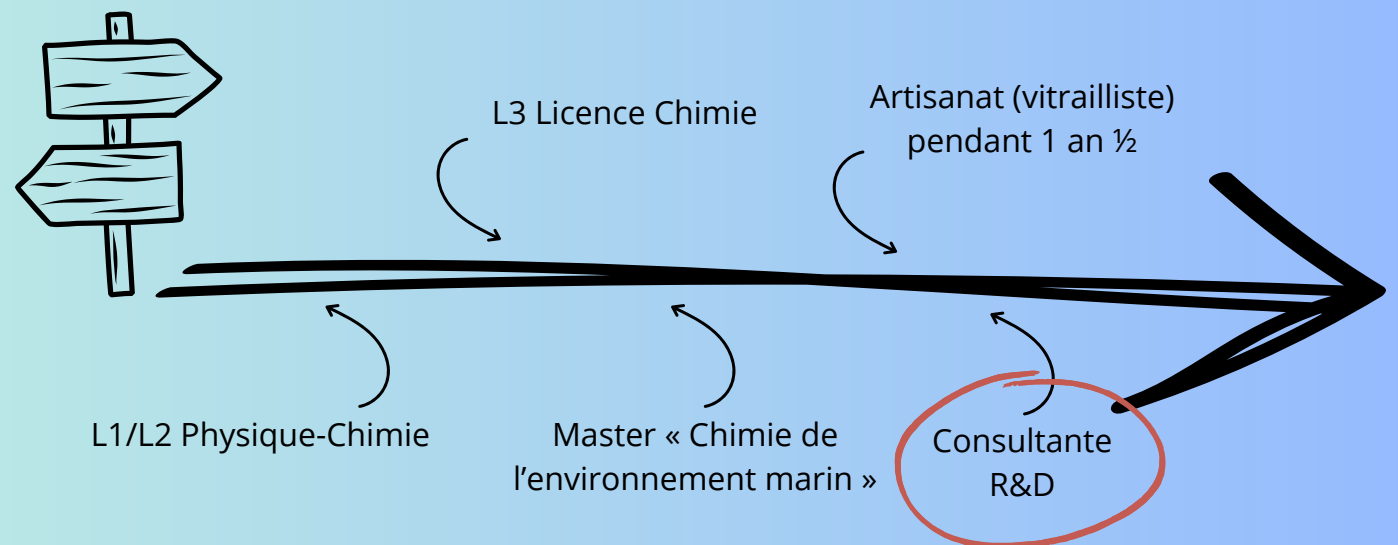 L3 Licence Chimie
Artisanat (vitrailliste)
pendant 1 an ½
L1/L2 Physique-Chimie
Master « Chimie de
l’environnement marin »
Consultante
R&D